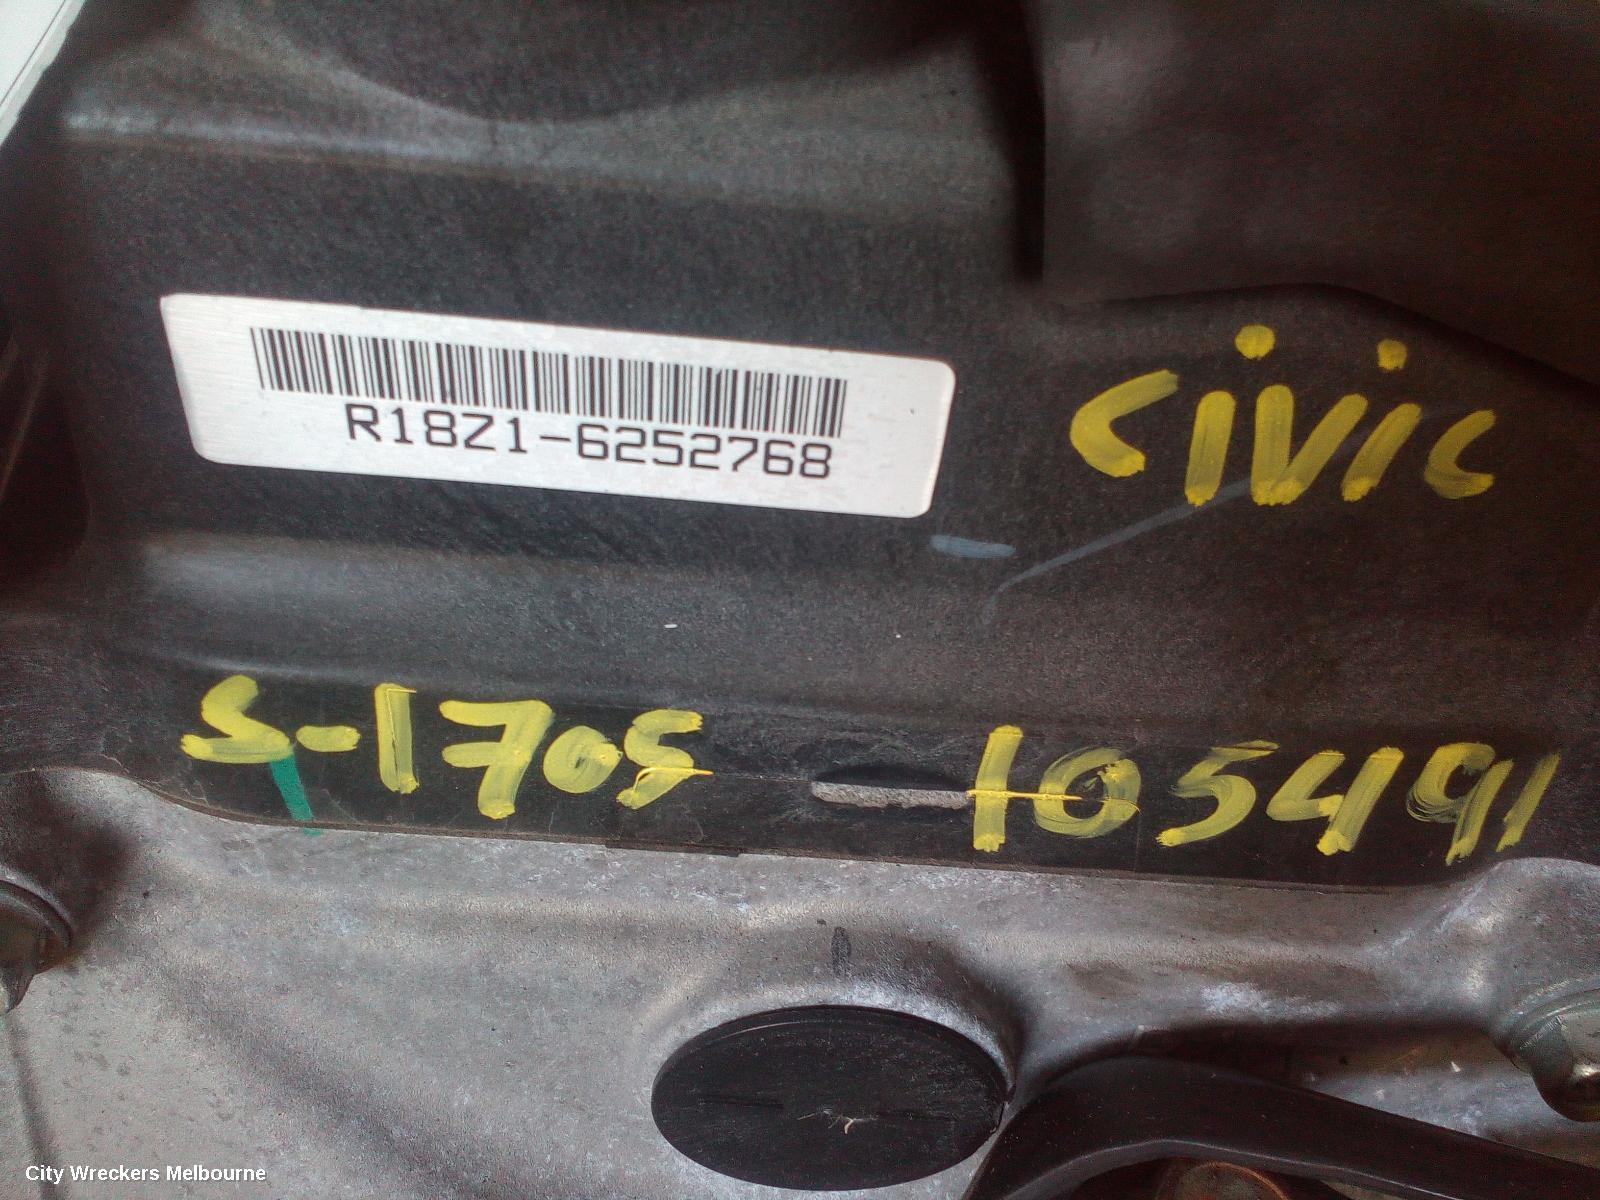 R18Z1-6252768
CiViC
S-1705
105491
City Wreckers Melbourne